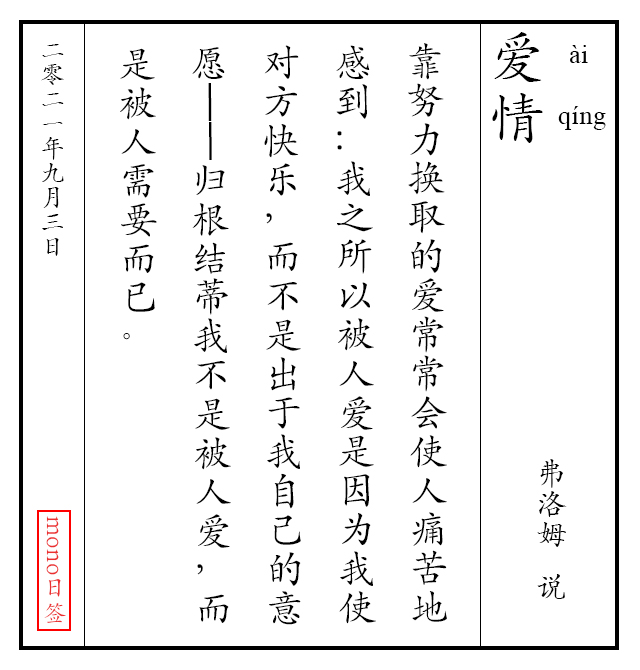 爱情
ài
qíng
弗洛姆 说
靠努力换取的爱常常会使人痛苦地
感到：我之所以被人爱是因为我使
对方快乐，而不是出于我自己的意
愿——归根结蒂我不是被人爱，而
是被人需要而已。
二零二一年九月三日
mono日签